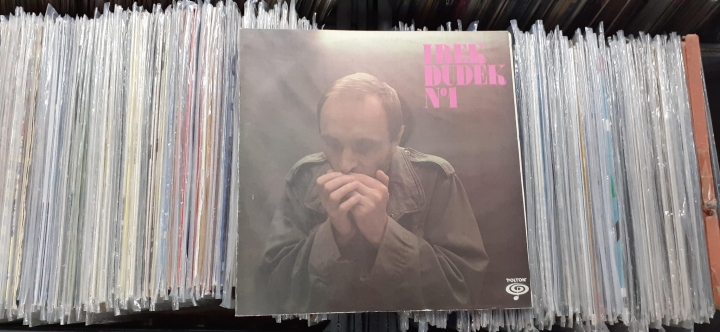 IREK
DUDEK
Nº1
"POLTON"